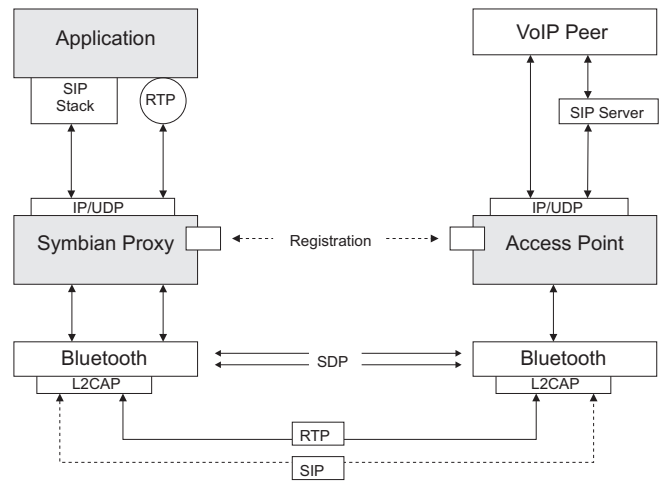 Application
VoIP Peer
SIP
Stack
RTP
SIP Server
IP/UDP
IP/UDP
Symbian Proxy
Registration
Access Point
Bluetooth
SDP
Bluetooth
L2CAP
L2CAP
RTP
SIP